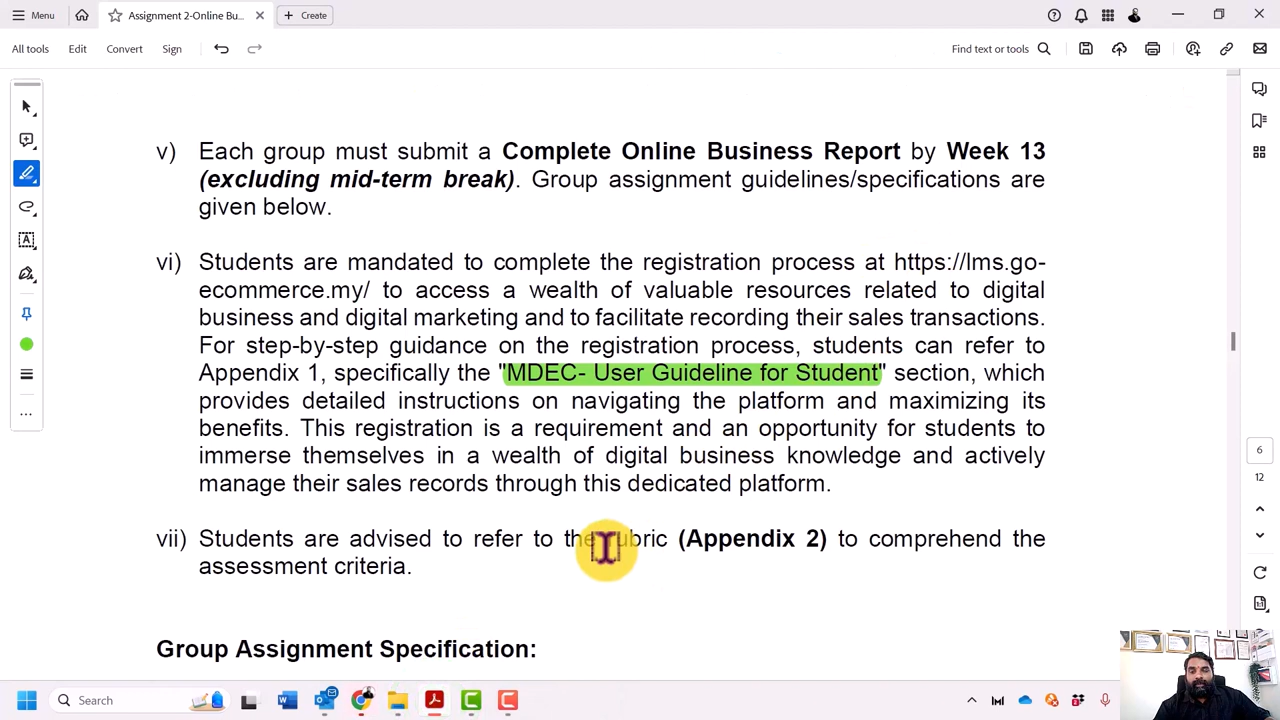 Menu
Assignment 2-Online Bu...
Create
All tools
Edit
Convert
Sign
Find text or tools
v) Each group must submit a Complete Online Business Report by Week 13
(excluding mid-term break). Group assignment guidelines/specifications are
given below.
vi) Students are mandated to complete the registration process at https://lms.go-
ecommerce.my/ to access a wealth of valuable resources related to digital
business and digital marketing and to facilitate recording their sales transactions.
For step-by-step guidance on the registration process, students can refer to
Appendix 1, specifically the "MDEC- User Guideline for Student" section, which
provides detailed instructions on navigating the platform and maximizing its
benefits. This registration is a requirement and an opportunity for students to
immerse themselves in a wealth of digital business knowledge and actively
manage their sales records through this dedicated platform.
vii) Students are advised to refer to the rubric (Appendix 2) to comprehend the
assessment criteria.
Group Assignment Specification:
6
12
Search